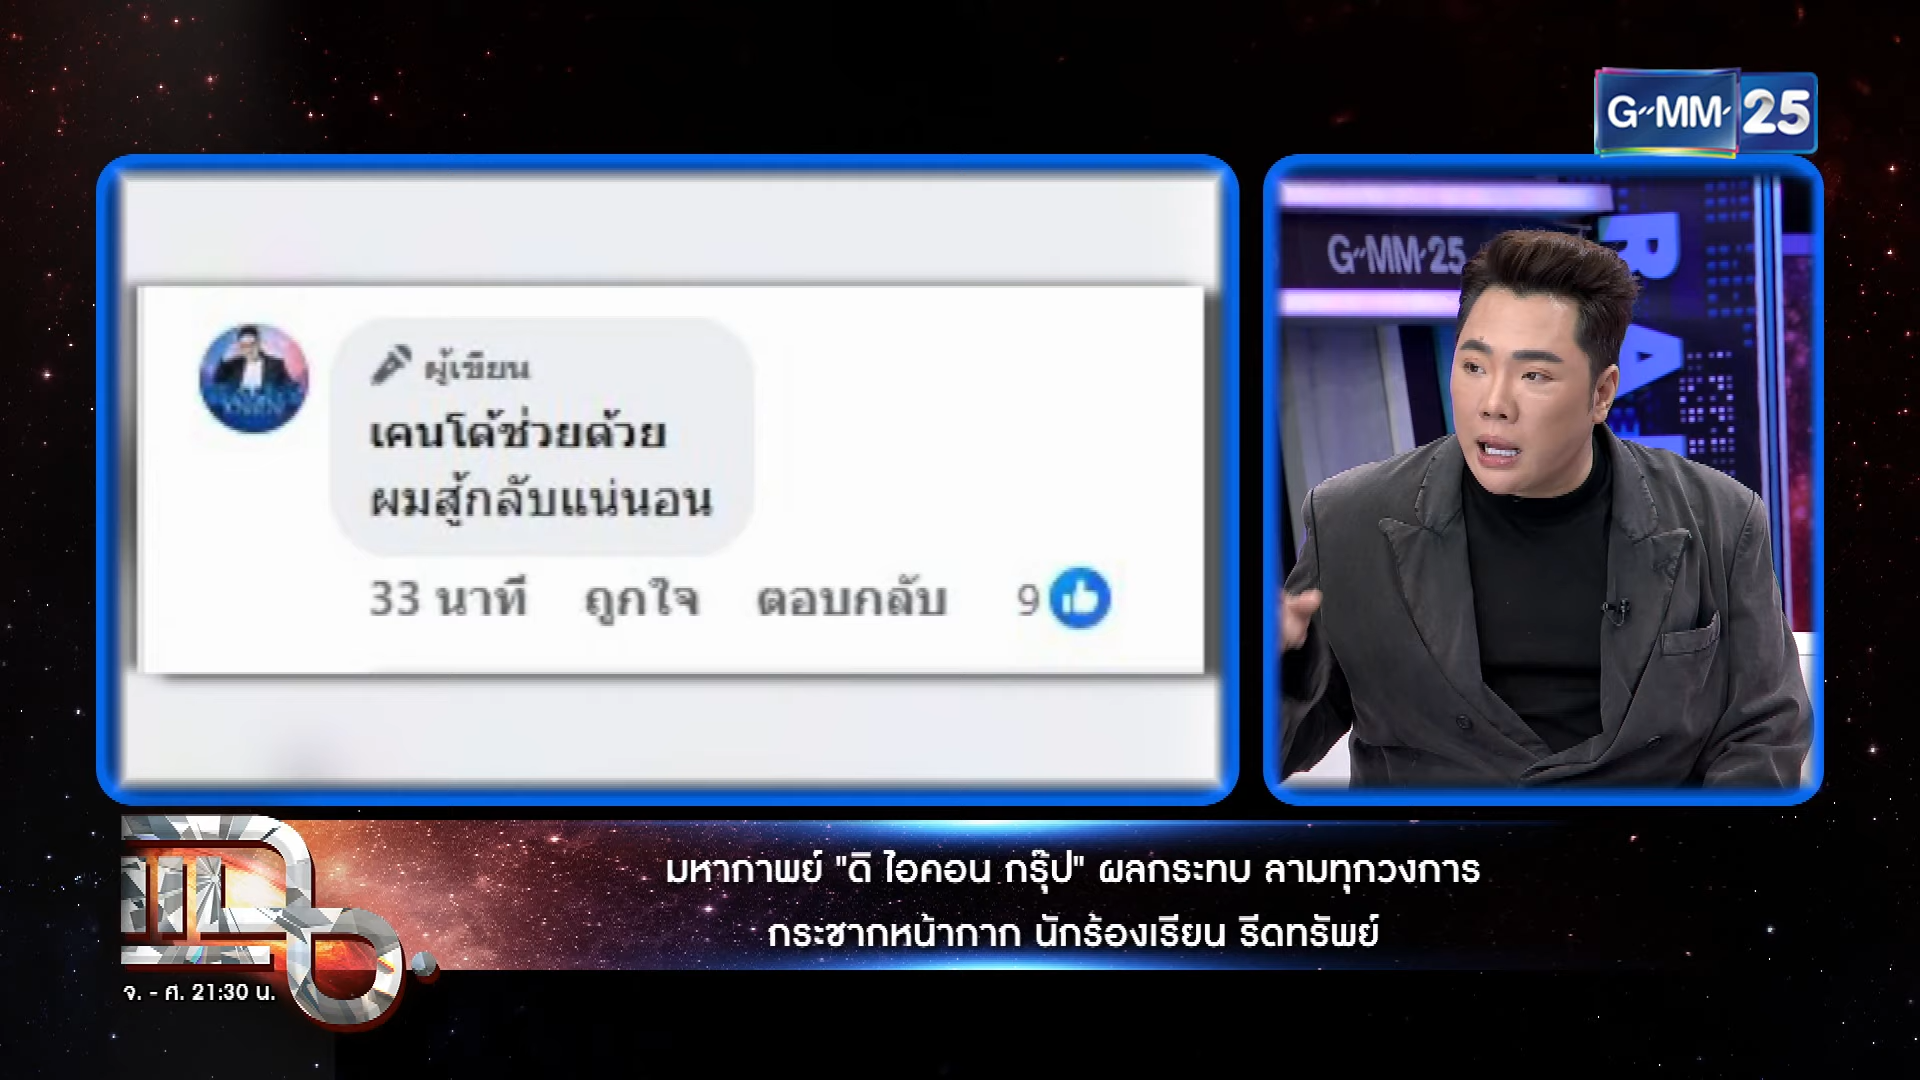 G"MM' 25
G"MM'25
RA
ผู้เขียน
เคนโด้ช่วยด้วย
ผมสู้กลับแน่นอน
33 นาที ถูกใจ ตอบกลับ 9
แฉ.
จ. - ศ. 21:30 น.
มหากาพย์ "ดิ ไอคอน กรุ๊ป" ผลกระทบ ลามทุกวงการ
กระชากหน้ากาก นักร้องเรียน รีดทรัพย์